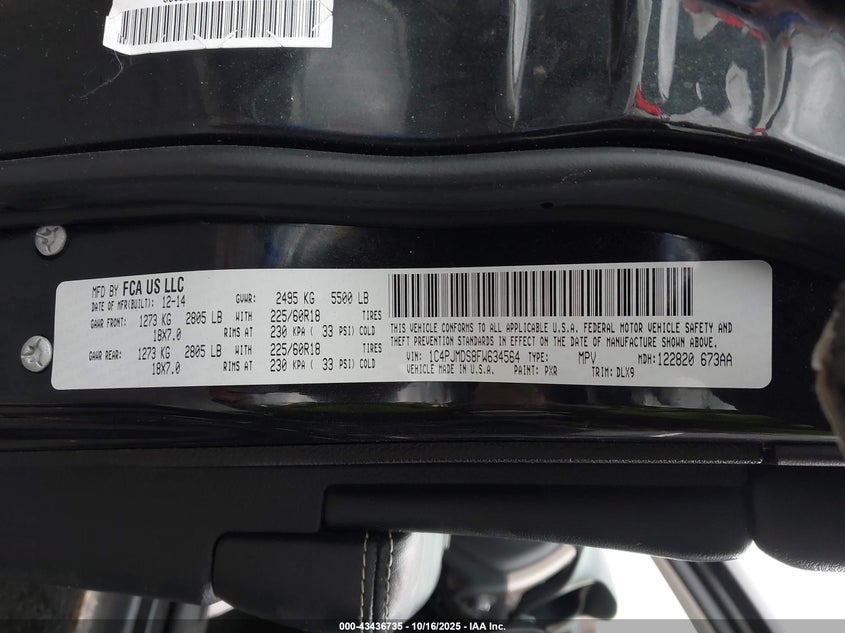 MFD BY FCA US LLC
DATE OF MFR(BUILT): 12-14 GVWR: 2495 KG 5500 LB
GAWR FRONT: 1273 KG 2805 LB WITH 225/60R18 TIRES
18X7.0 RIMS AT 230 KPA ( 33 PSI) COLD
GAWR REAR: 1273 KG 2805 LB WITH 225/60R18 TIRES
18X7.0 RIMS AT 230 KPA ( 33 PSI) COLD
THIS VEHICLE CONFORMS TO ALL APPLICABLE U.S.A. FEDERAL MOTOR VEHICLE SAFETY AND
THEFT PREVENTION STANDARDS IN EFFECT ON THE DATE OF MANUFACTURE SHOWN ABOVE.
VIN: 1C4PJMDS8FW634564 TYPE: MPV MDH: 122820 673AA
VEHICLE MADE IN U.S.A. PAINT: PXR TRIM: DLX9
000-43436735 - 10/16/2025 - IAA Inc.